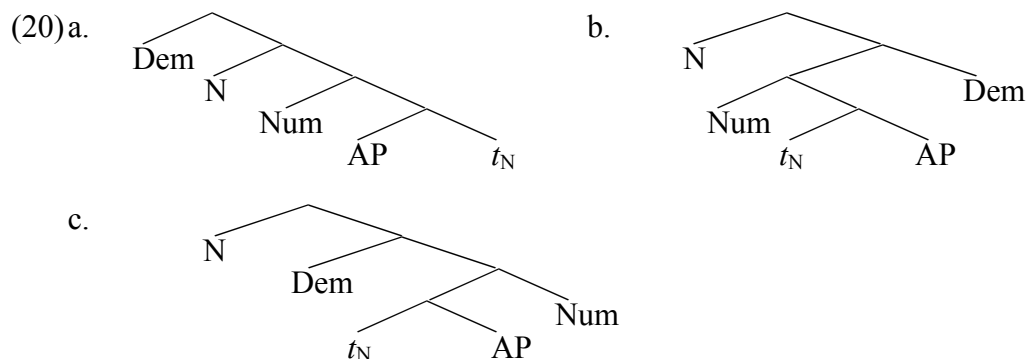 (20) a. b.
Dem N
N Dem
Num Num
AP tN tN AP
c.
N
Dem
Num
tN AP